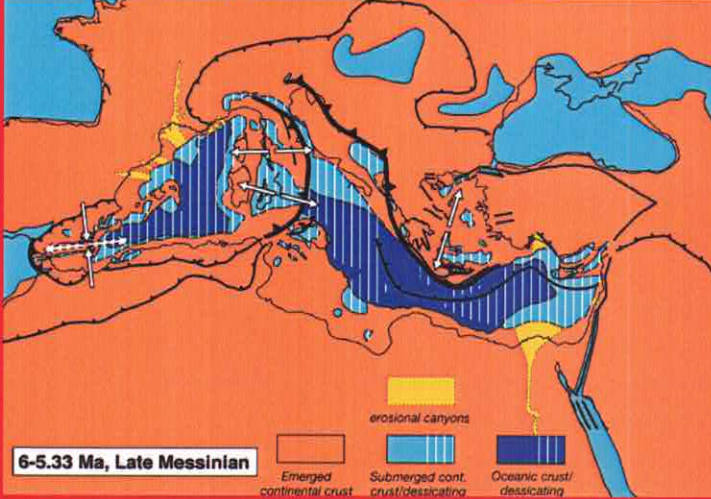 erosional canyons
6-5.33 Ma, Late Messinian
Emerged
continental crust
Submerged cont.
crust/dessicating
Oceanic crust/
dessicating